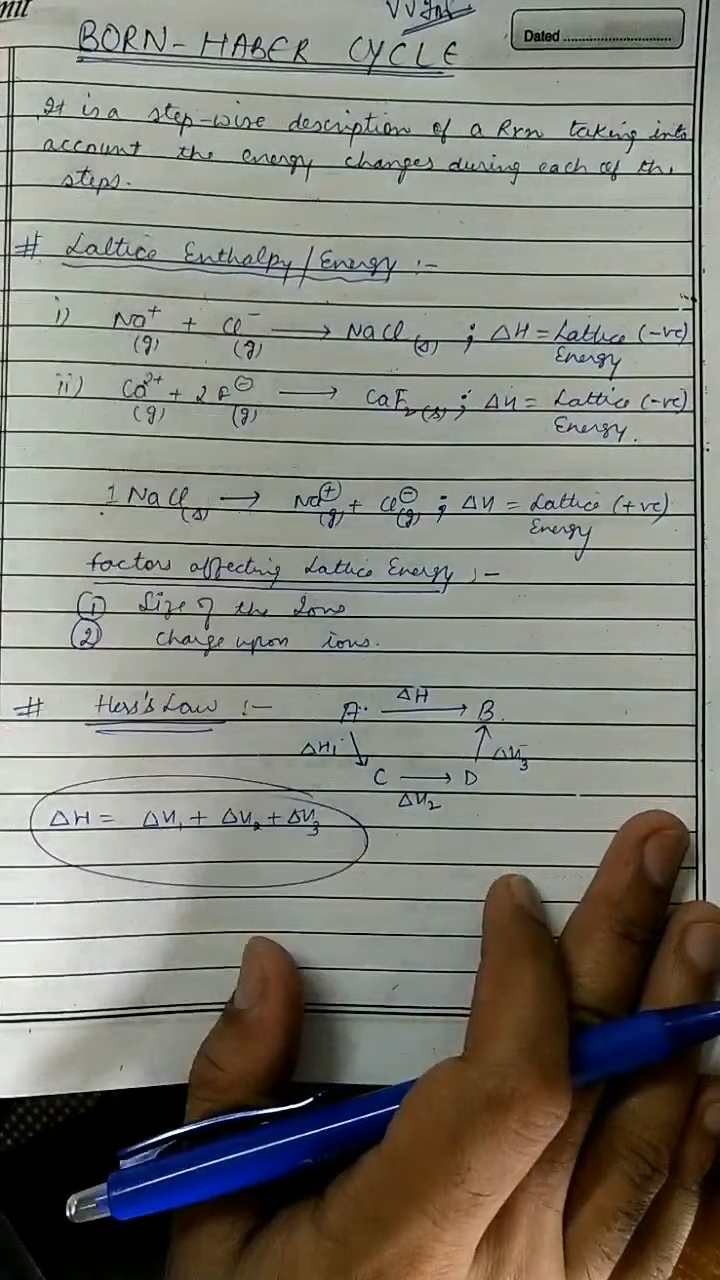 VVImp
BORN-HABER CYCLE
Dated
It is a step-wise description of a Rxn taking into
account the energy changes during each of the
steps.
# Lattice Enthalpy/Energy :-
i) Na⁺(g) + Cl⁻(g) ⟶ NaCl(s) ; ΔH = Lattice (-ve)
Energy
ii) Ca²⁺(g) + 2F⊖(g) ⟶ CaF₂(s) ; ΔH = Lattice (-ve)
Energy.
1 NaCl(s) ⟶ Na⊕(g) + Cl⊖(g) ; ΔH = Lattice (+ve)
Energy
factors affecting Lattice Energy :-
① Size of the Ions
② charge upon ions.
# Hess's Law :- A ΔH⟶ B
ΔH₁ ↘ ↑ ΔH₃
C ⟶ D
ΔH₂
ΔH = ΔH₁ + ΔH₂ + ΔH₃